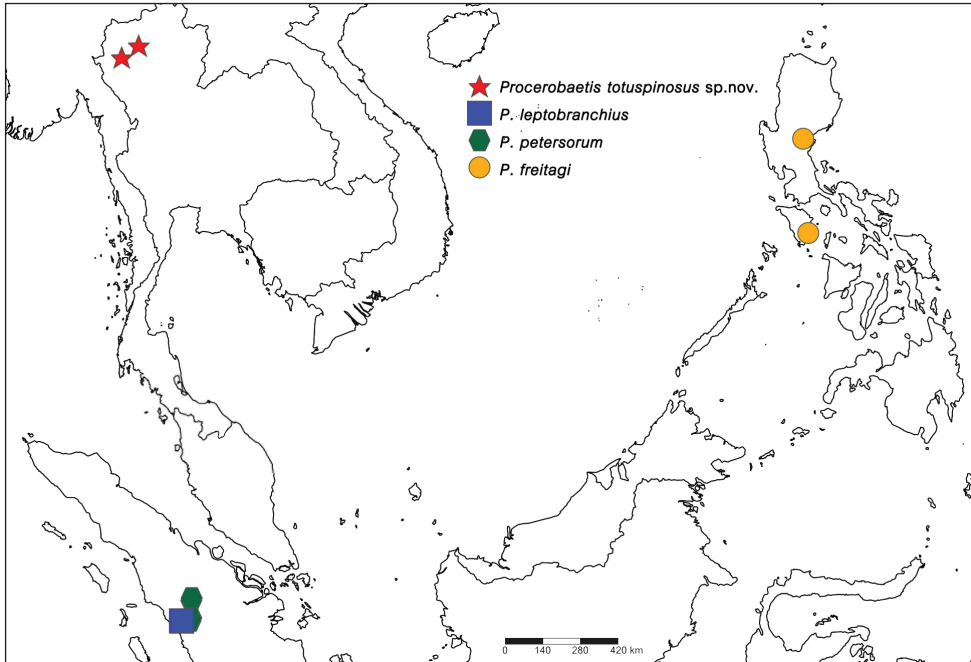 Procerobaetis totuspinosus sp.nov.
P. leptobranchius
P. petersorum
P. freitagi
0 140 280 420 km